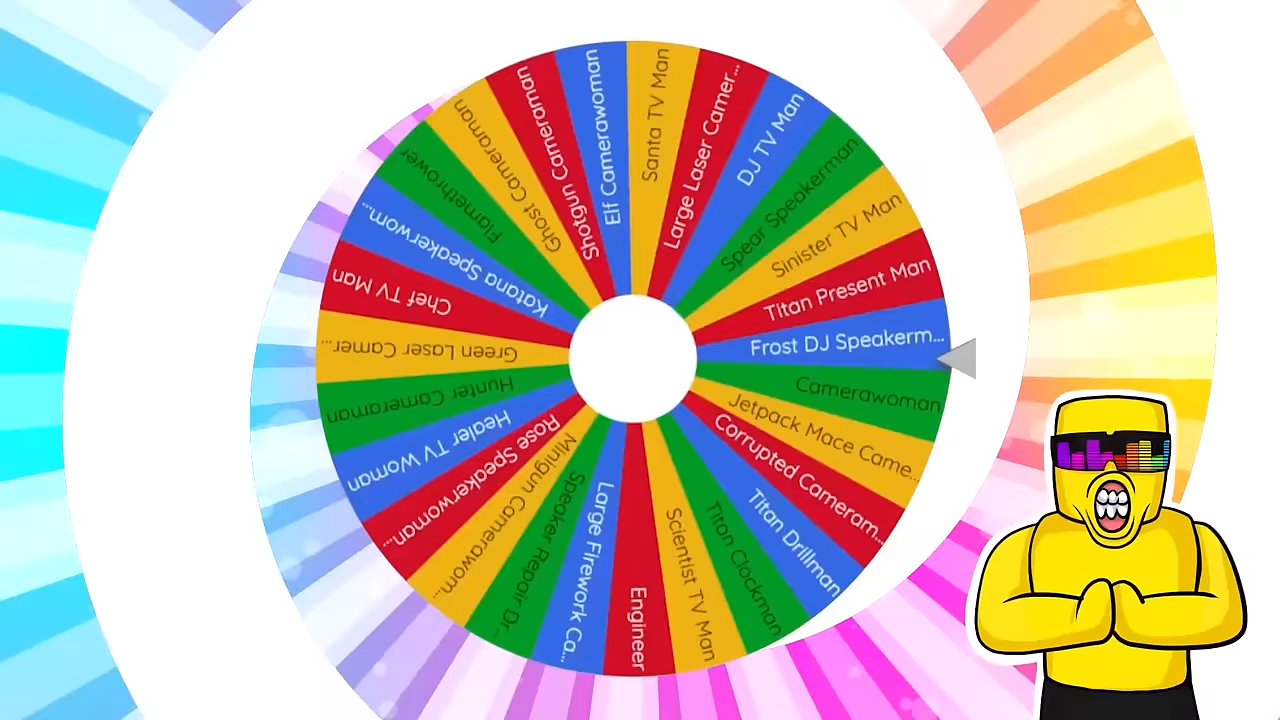 Santa TV Man
Large Laser Camer...
DJ TV Man
Spear Speakerman
Sinister TV Man
Titan Present Man
Frost DJ Speakerm...
Camerawoman
Jetpack Mace Came...
Corrupted Cameram...
Titan Drillman
Titan Clockman
Scientist TV Man
Engineer
Large Firework Ca...
Speaker Repair Dr...
Minigun Camerawom...
Rose Speakerwoman...
Healer TV Woman
Hunter Cameraman
Green Laser Camer...
Chef TV Man
Katana Speakerwom...
Flamethrower
Ghost Cameraman
Shotgun Cameraman
Elf Camerawoman